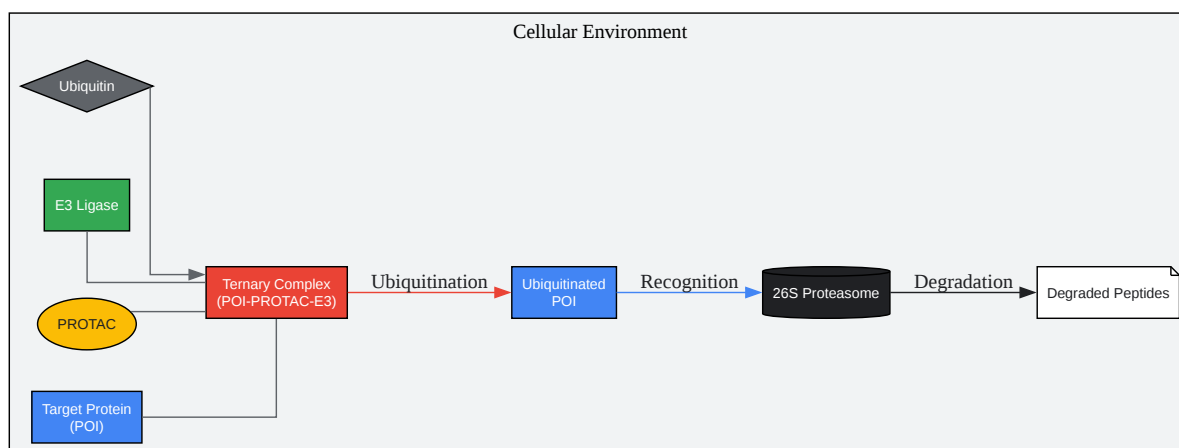 Cellular Environment
Ubiquitin
E3 Ligase
PROTAC
Target Protein
(POI)
Ternary Complex
(POI-PROTAC-E3)
Ubiquitination
Ubiquitinated
POI
Recognition
26S Proteasome
Degradation
Degraded Peptides